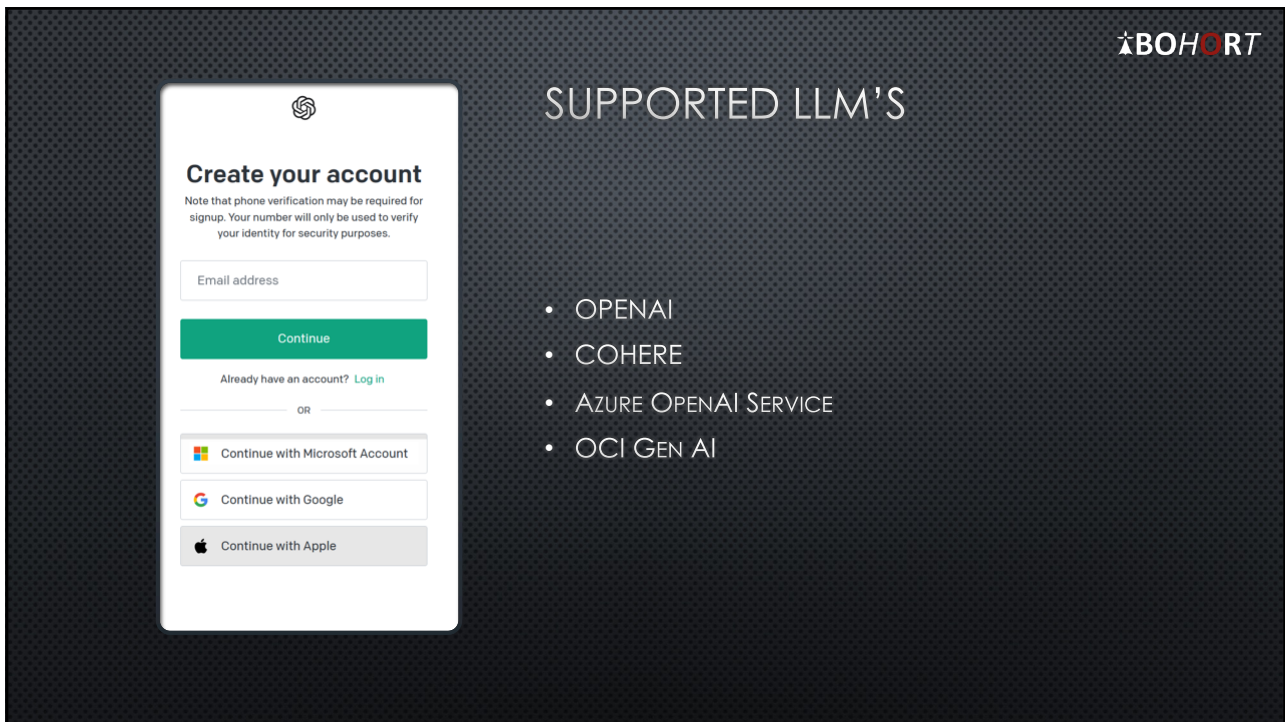 BOHORT
SUPPORTED LLM'S
Create your account
Note that phone verification may be required for
signup. Your number will only be used to verify
your identity for security purposes.
Email address
Continue
Already have an account? Log in
OR
Continue with Microsoft Account
Continue with Google
Continue with Apple
• OPENAI
• COHERE
• AZURE OPENAI SERVICE
• OCI GEN AI